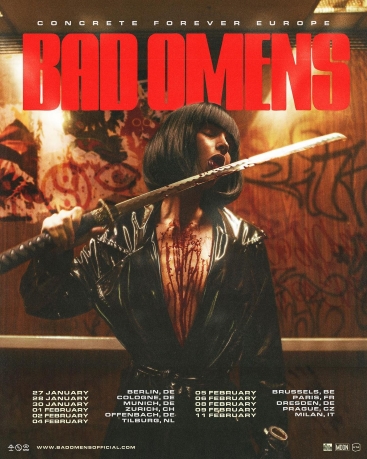 CONCRETE FOREVER EUROPE
BAD OMENS
27 JANUARY BERLIN, DE
28 JANUARY COLOGNE, DE
30 JANUARY MUNICH, DE
01 FEBRUARY ZURICH, CH
02 FEBRUARY OFFENBACH, DE
04 FEBRUARY TILBURG, NL
05 FEBRUARY BRUSSELS, BE
06 FEBRUARY PARIS, FR
08 FEBRUARY DRESDEN, DE
09 FEBRUARY PRAGUE, CZ
11 FEBRUARY MILAN, IT
WWW.BADOMENSOFFICIAL.COM